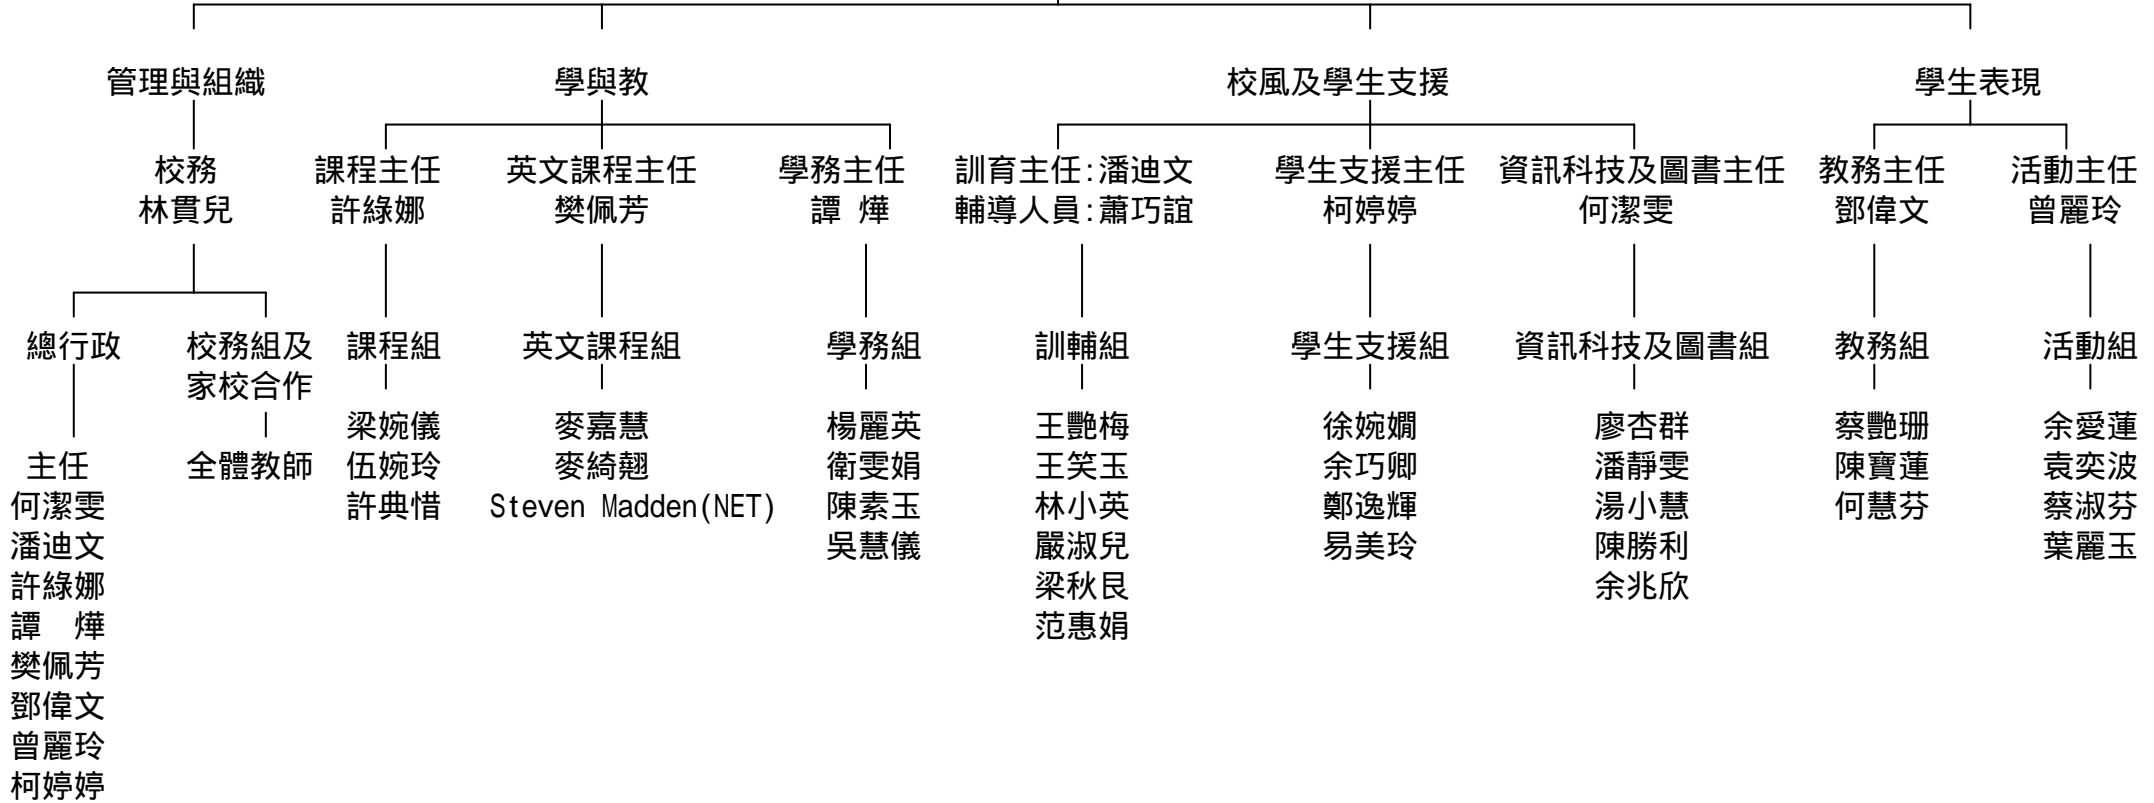 管理與組織
學與教
校風及學生支援
學生表現
校務
林貫兒
課程主任
許綠娜
英文課程主任
樊佩芳
學務主任
譚 燁
訓育主任:潘迪文
輔導人員:蕭巧誼
學生支援主任
柯婷婷
資訊科技及圖書主任
何潔雯
教務主任
鄧偉文
活動主任
曾麗玲
總行政
主任
何潔雯
潘迪文
許綠娜
譚 燁
樊佩芳
鄧偉文
曾麗玲
柯婷婷
校務組及
家校合作
全體教師
課程組
梁婉儀
伍婉玲
許典惜
英文課程組
麥嘉慧
麥綺翹
Steven Madden(NET)
學務組
楊麗英
衛雯娟
陳素玉
吳慧儀
訓輔組
王艷梅
王笑玉
林小英
嚴淑兒
梁秋艮
范惠娟
學生支援組
徐婉嫺
余巧卿
鄭逸輝
易美玲
資訊科技及圖書組
廖杏群
潘靜雯
湯小慧
陳勝利
余兆欣
教務組
蔡艷珊
陳寶蓮
何慧芬
活動組
余愛蓮
袁奕波
蔡淑芬
葉麗玉